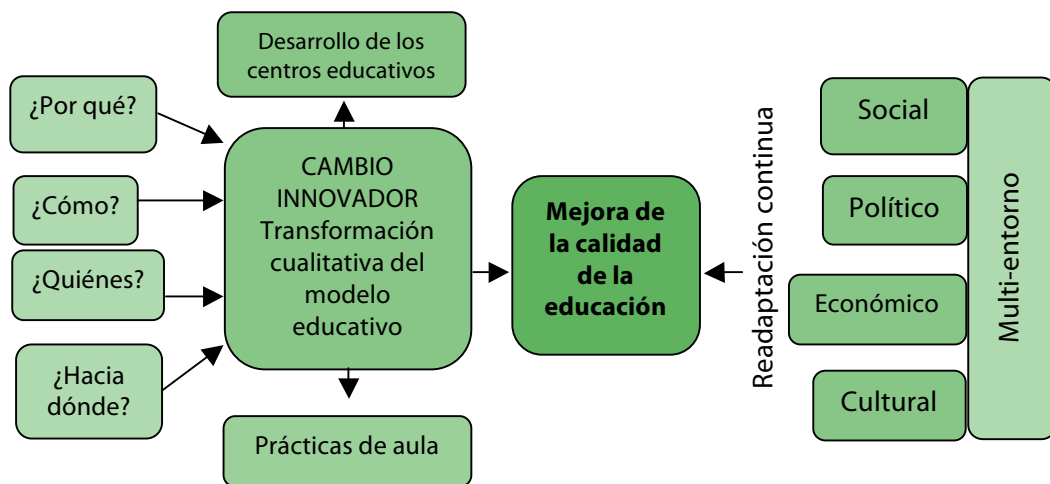 Desarrollo de los
centros educativos
¿Por qué?
¿Cómo?
¿Quiénes?
¿Hacia
dónde?
CAMBIO
INNOVADOR
Transformación
cualitativa del
modelo
educativo
Prácticas de aula
Mejora de
la calidad
de la
educación
Readaptación continua
Social
Político
Económico
Cultural
Multi-entorno